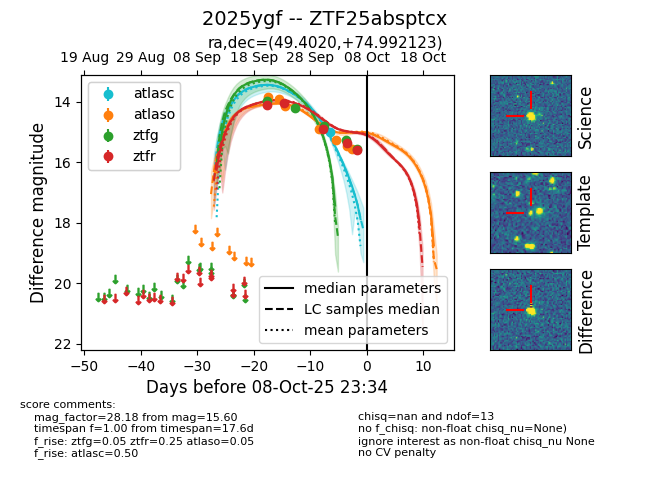 2025ygf -- ZTF25absptcx
ra,dec=(49.4020,+74.992123)
19 Aug 29 Aug 08 Sep 18 Sep 28 Sep 08 Oct 18 Oct
atlasc
atlaso
ztfg
ztfr
14
16
18
20
22
Difference magnitude
median parameters
LC samples median
mean parameters
−50 −40 −30 −20 −10 0 10
Days before 08-Oct-25 23:34
Science
Template
Difference
score comments:
mag_factor=28.18 from mag=15.60
timespan f=1.00 from timespan=17.6d
f_rise: ztfg=0.05 ztfr=0.25 atlaso=0.05
f_rise: atlasc=0.50
chisq=nan and ndof=13
no f_chisq: non-float chisq_nu=None)
ignore interest as non-float chisq_nu None
no CV penalty